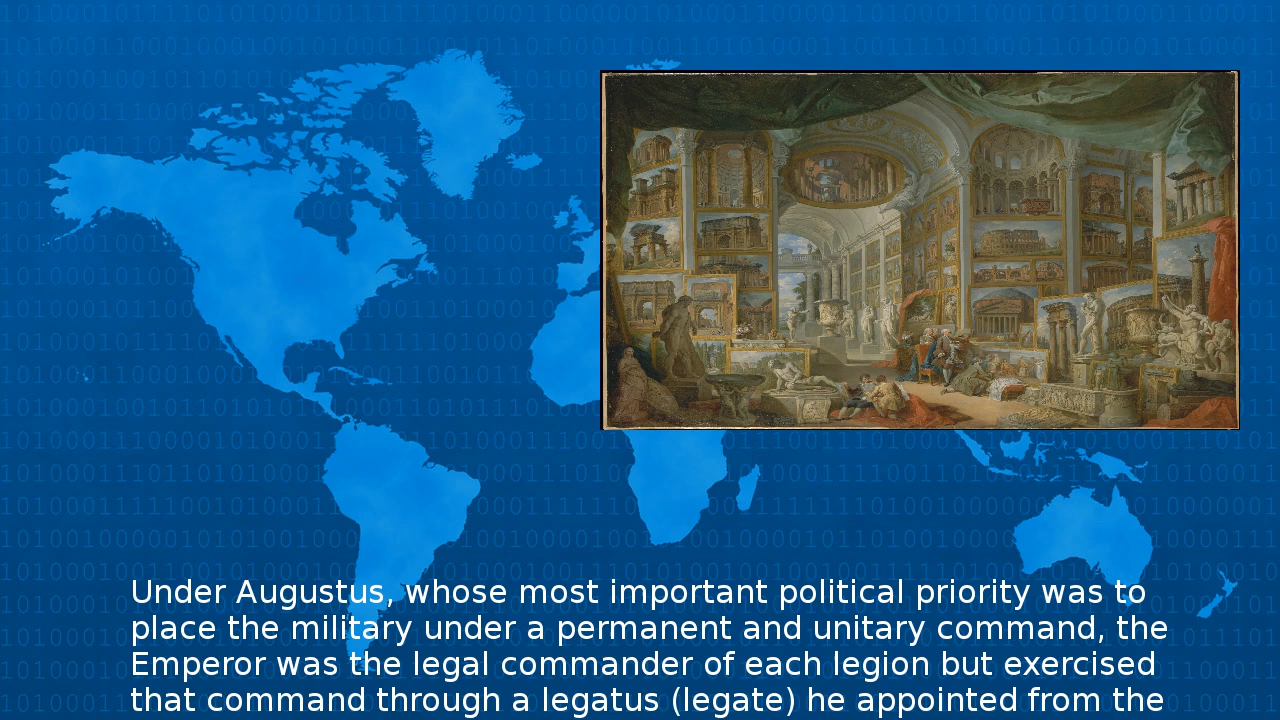 Under Augustus, whose most important political priority was to
place the military under a permanent and unitary command, the
Emperor was the legal commander of each legion but exercised
that command through a legatus (legate) he appointed from the